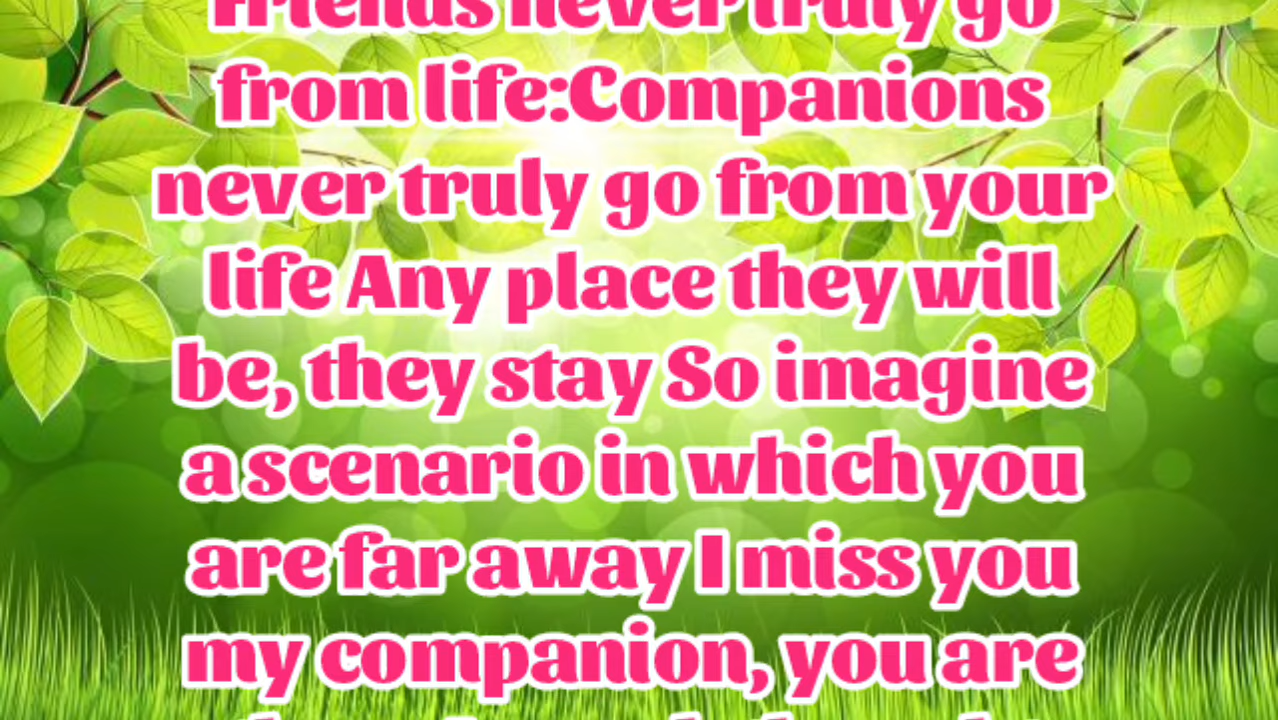 Friends never truly go
from life:Companions
never truly go from your
life Any place they will
be, they stay So imagine
a scenario in which you
are far away I miss you
my companion, you are